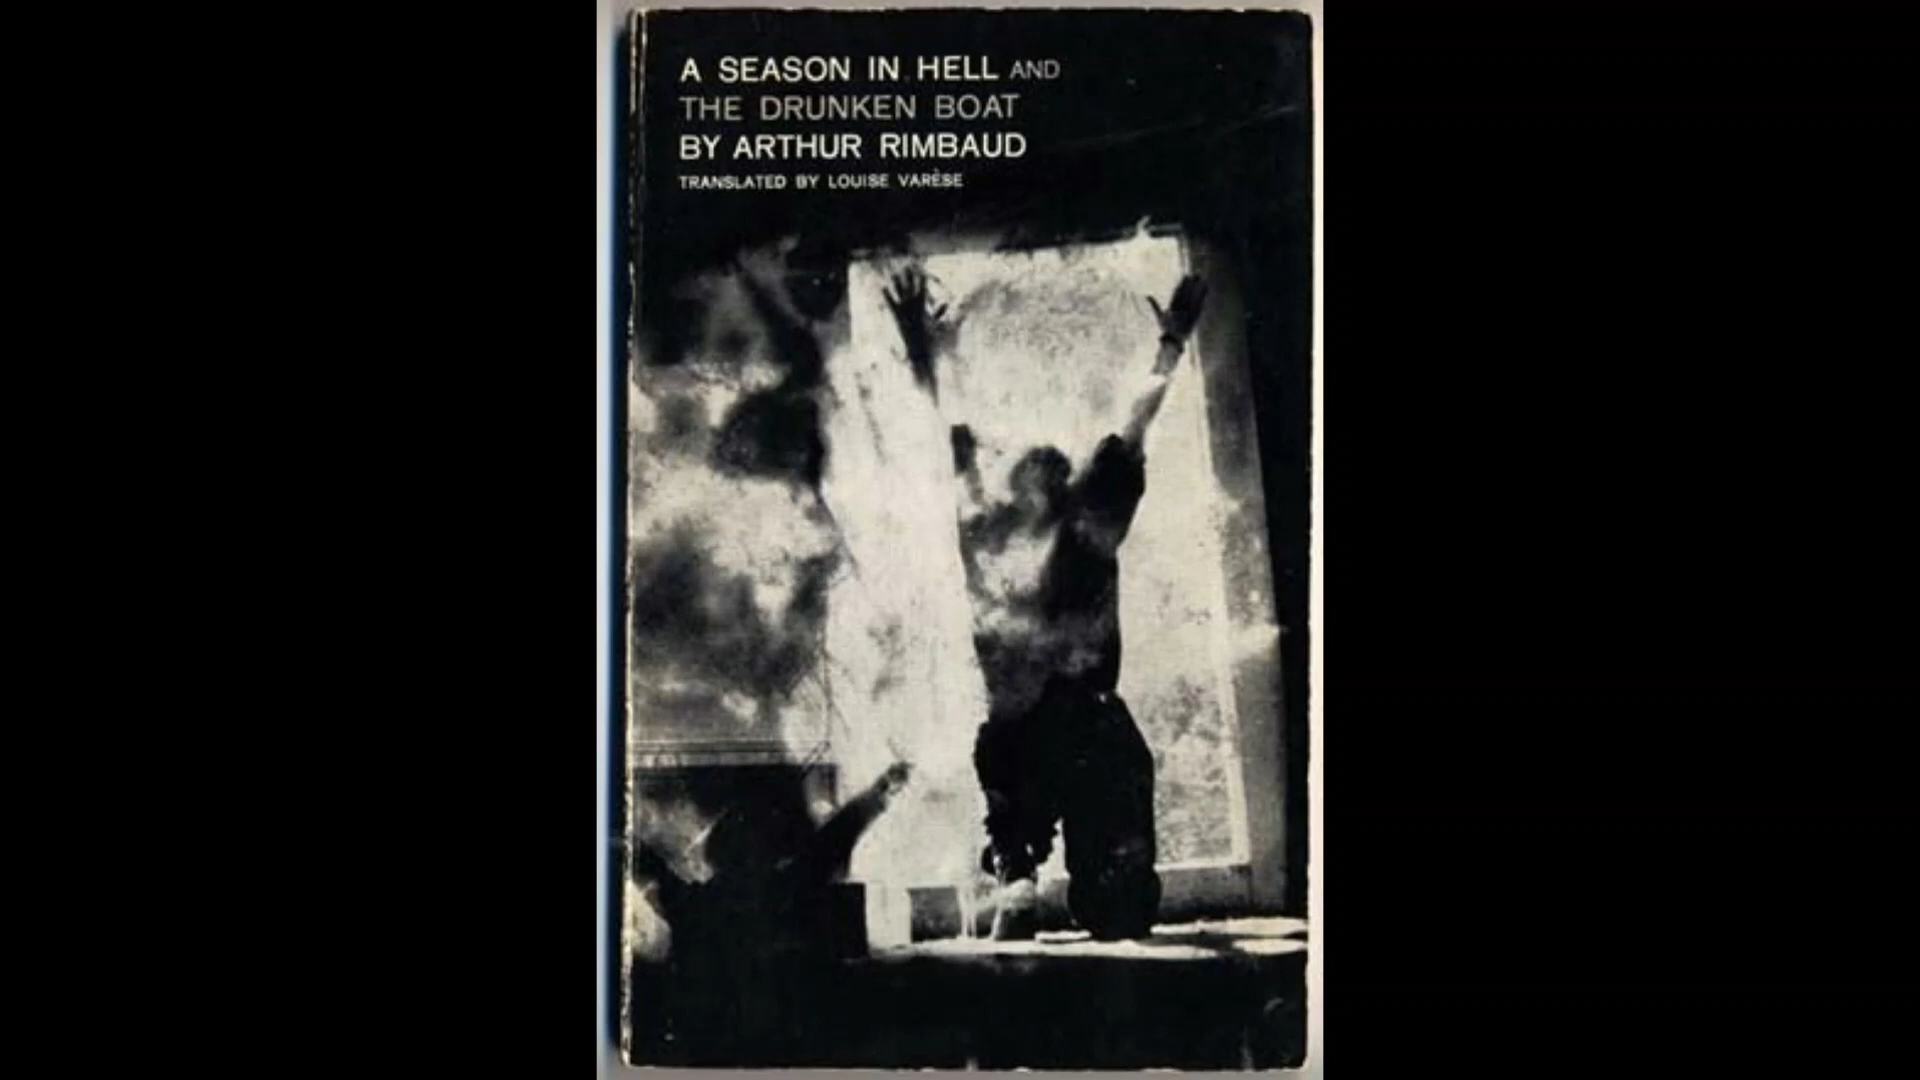 A SEASON IN HELL AND
THE DRUNKEN BOAT
BY ARTHUR RIMBAUD
TRANSLATED BY LOUISE VARÈSE